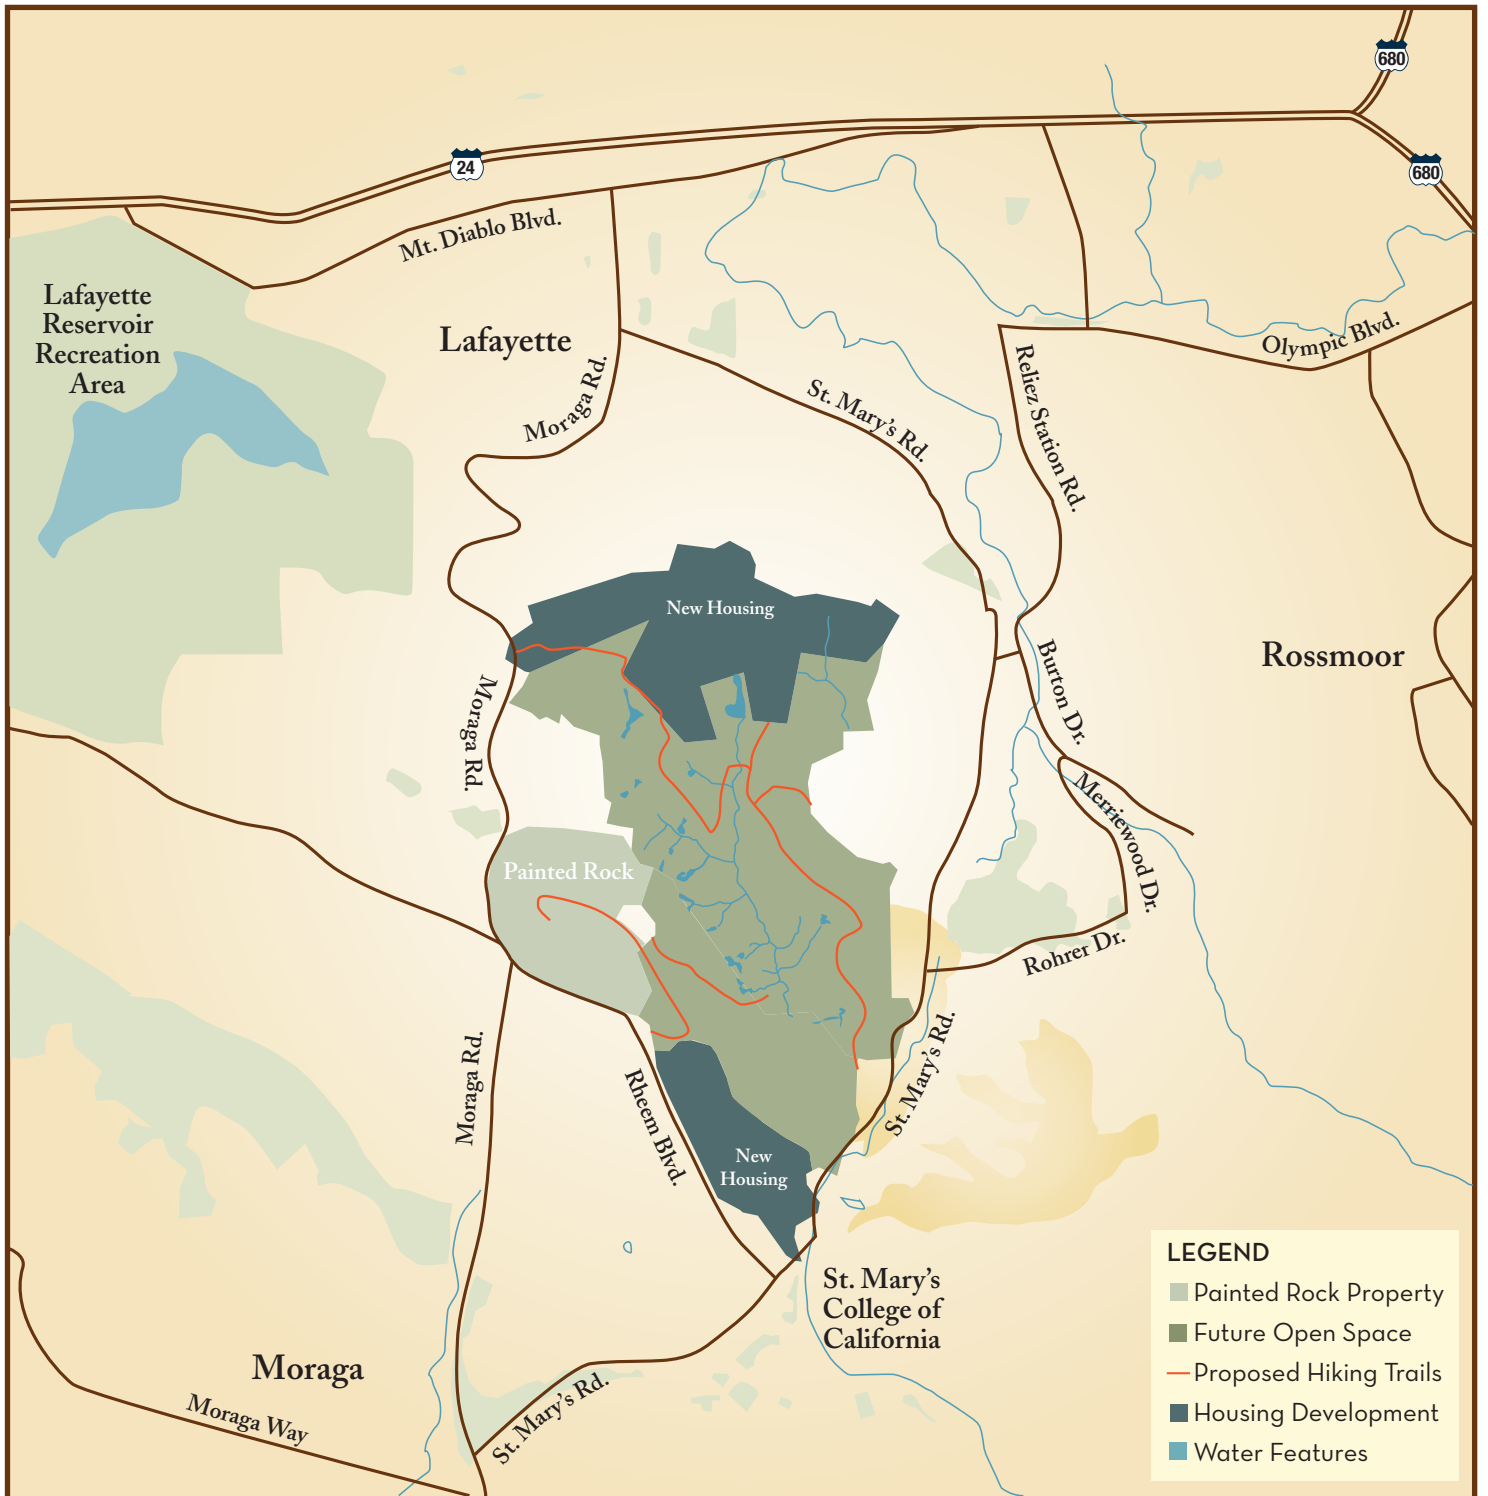 680
24
680
Mt. Diablo Blvd.
Lafayette
Reservoir
Recreation
Area
Lafayette
Moraga Rd.
St. Mary's Rd.
Reliez Station Rd.
Olympic Blvd.
New Housing
Rossmoor
Burton Dr.
Moraga Rd.
Merriewood Dr.
Painted Rock
Rohrer Dr.
Moraga Rd.
Rheem Blvd.
St. Mary's Rd.
New
Housing
St. Mary's
College of
California
Moraga
Moraga Way
St. Mary's Rd.
LEGEND
Painted Rock Property
Future Open Space
Proposed Hiking Trails
Housing Development
Water Features